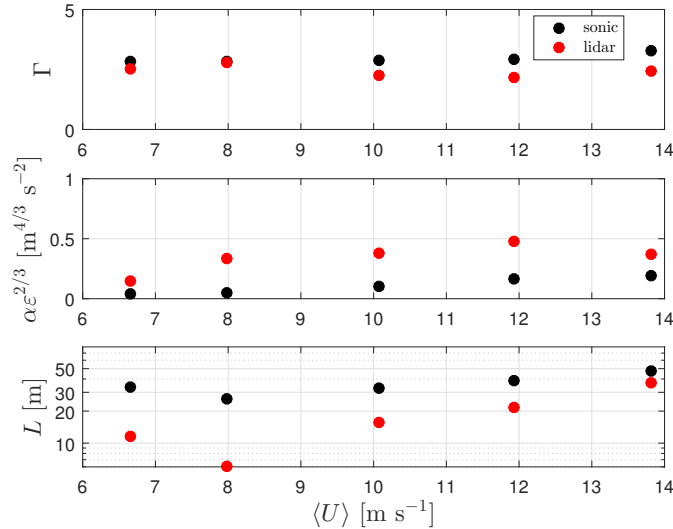 5
0
Γ
sonic
lidar
6 7 8 9 10 11 12 13 14
1
0.5
0
αε^{2/3} [m^{4/3} s^{−2}]
6 7 8 9 10 11 12 13 14
50
30
20
10
L [m]
6 7 8 9 10 11 12 13 14
⟨U⟩ [m s^{−1}]